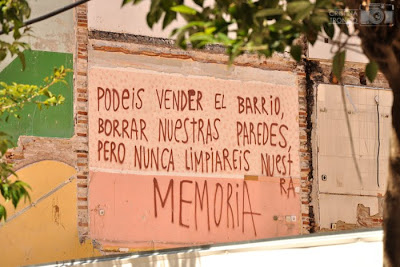 PODEIS VENDER EL BARRIO,
BORRAR NUESTRAS PAREDES,
PERO NUNCA LIMPIAREIS NUEST
RA
MEMORIA